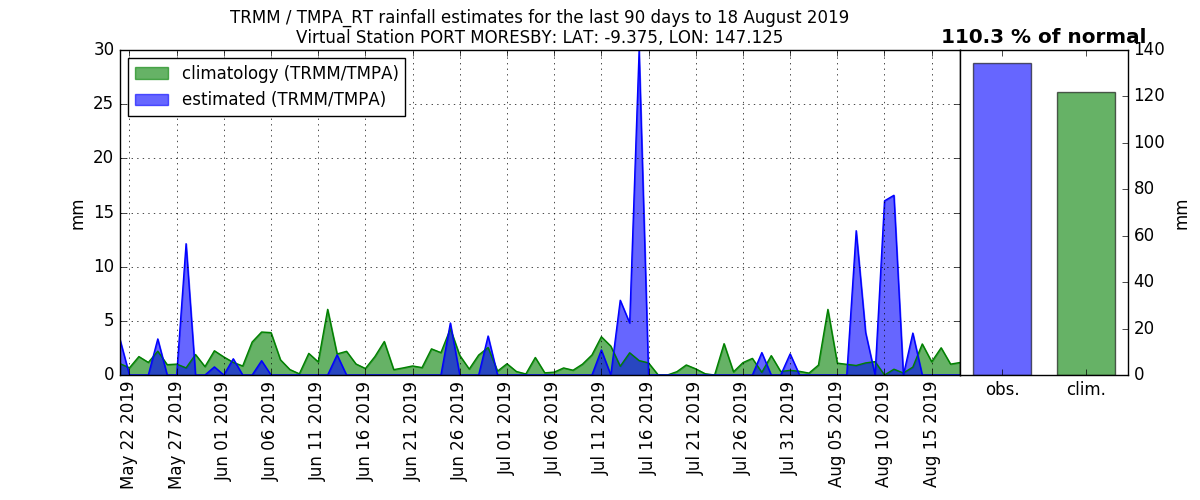 TRMM / TMPA_RT rainfall estimates for the last 90 days to 18 August 2019
Virtual Station PORT MORESBY: LAT: -9.375, LON: 147.125
110.3 % of normal
climatology (TRMM/TMPA)
estimated (TRMM/TMPA)
30
25
20
15
10
5
0
mm
May 22 2019
May 27 2019
Jun 01 2019
Jun 06 2019
Jun 11 2019
Jun 16 2019
Jun 21 2019
Jun 26 2019
Jul 01 2019
Jul 06 2019
Jul 11 2019
Jul 16 2019
Jul 21 2019
Jul 26 2019
Jul 31 2019
Aug 05 2019
Aug 10 2019
Aug 15 2019
obs.
clim.
140
120
100
80
60
40
20
0
mm